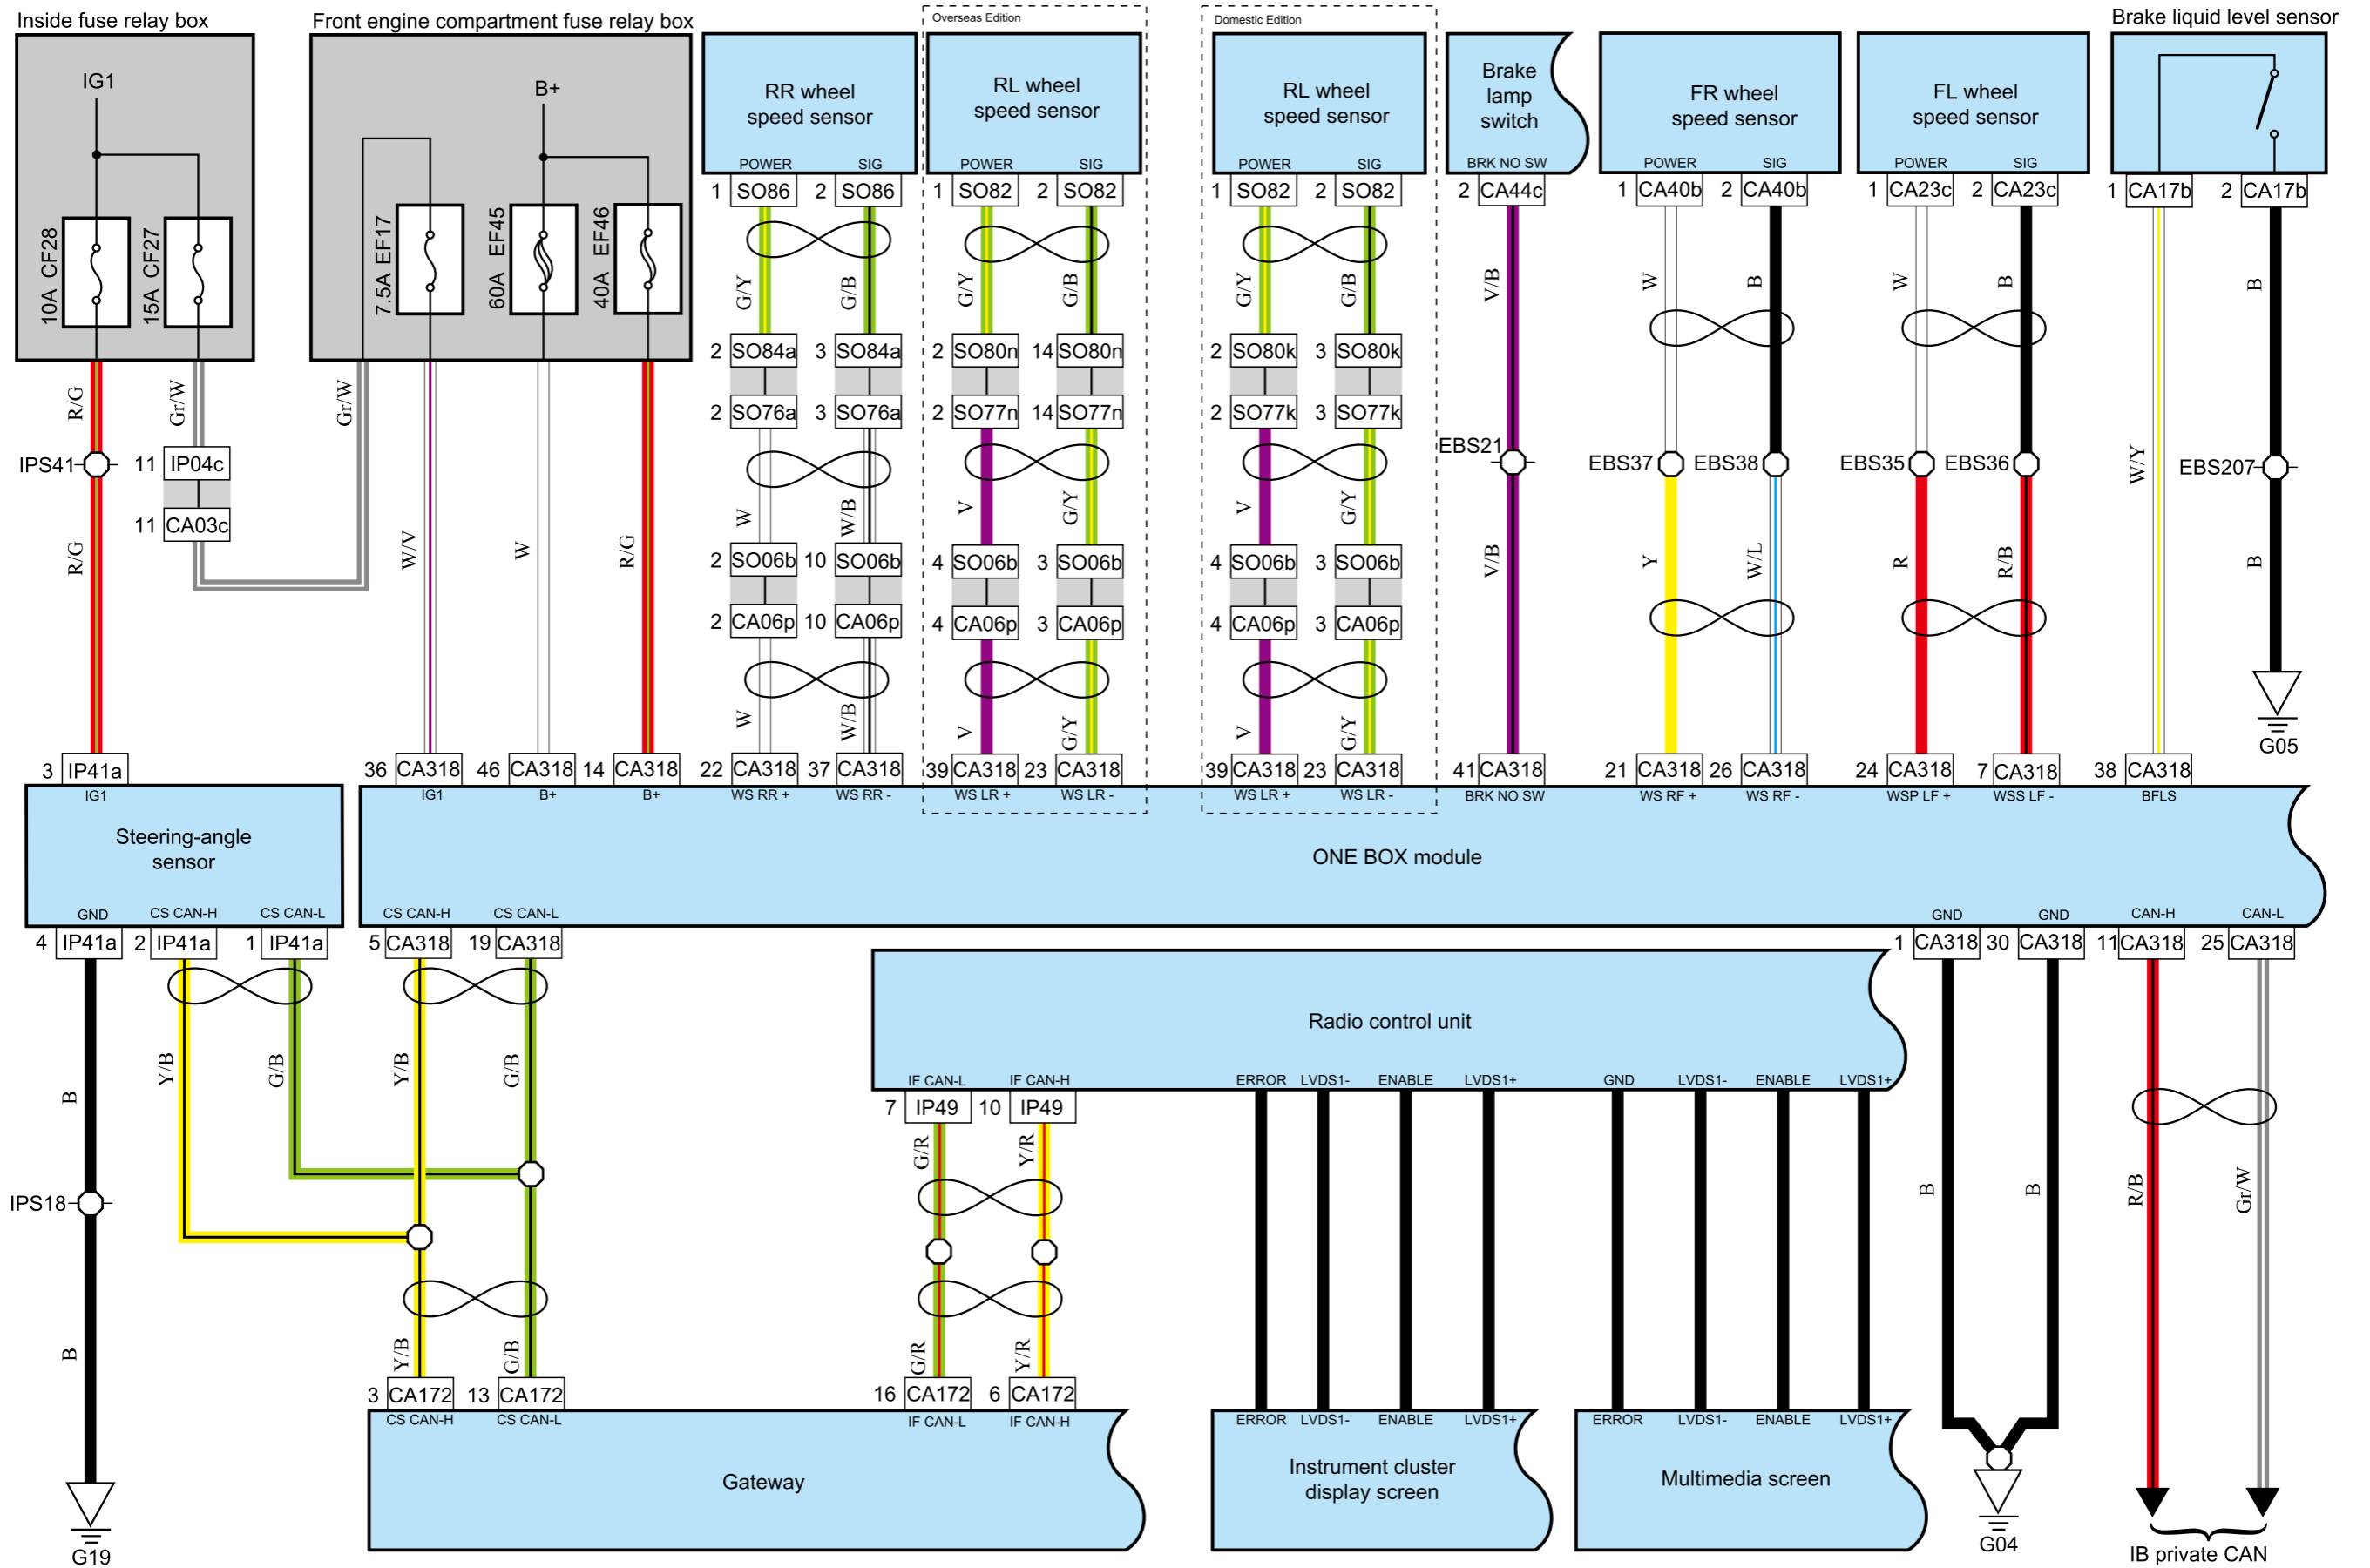 Inside fuse relay box
Front engine compartment fuse relay box
Overseas Edition
Domestic Edition
Brake liquid level sensor
IG1
B+
10A CF28
15A CF27
7.5A EF17
60A EF45
40A EF46
RR wheel
speed sensor
POWER SIG
RL wheel
speed sensor
POWER SIG
RL wheel
speed sensor
POWER SIG
Brake
lamp
switch
BRK NO SW
FR wheel
speed sensor
POWER SIG
FL wheel
speed sensor
POWER SIG
1 SO86 2 SO86 1 SO82 2 SO82 1 SO82 2 SO82 2 CA44c 1 CA40b 2 CA40b 1 CA23c 2 CA23c 1 CA17b 2 CA17b
G/Y G/B G/Y G/B G/Y G/B V/B W B W B B
2 SO84a 3 SO84a 2 SO80n 14 SO80n 2 SO80k 3 SO80k
R/G Gr/W Gr/W
2 SO76a 3 SO76a 2 SO77n 14 SO77n 2 SO77k 3 SO77k
IPS41 11 IP04c EBS21 EBS37 EBS38 EBS35 EBS36 W/Y EBS207
11 CA03c
W W/B V G/Y V G/Y
R/G W/V W R/G V/B Y W/L R R/B B
2 SO06b 10 SO06b 4 SO06b 3 SO06b 4 SO06b 3 SO06b
2 CA06p 10 CA06p 4 CA06p 3 CA06p 4 CA06p 3 CA06p
W W/B V G/Y V G/Y
G05
3 IP41a 36 CA318 46 CA318 14 CA318 22 CA318 37 CA318 39 CA318 23 CA318 39 CA318 23 CA318 41 CA318 21 CA318 26 CA318 24 CA318 7 CA318 38 CA318
IG1 IG1 B+ B+ WS RR + WS RR - WS LR + WS LR - WS LR + WS LR - BRK NO SW WS RF + WS RF - WSP LF + WSS LF - BFLS
Steering-angle
sensor
ONE BOX module
GND CS CAN-H CS CAN-L CS CAN-H CS CAN-L GND GND CAN-H CAN-L
4 IP41a 2 IP41a 1 IP41a 5 CA318 19 CA318 1 CA318 30 CA318 11 CA318 25 CA318
Radio control unit
Y/B G/B Y/B G/B
B
IF CAN-L IF CAN-H ERROR LVDS1- ENABLE LVDS1+ GND LVDS1- ENABLE LVDS1+
7 IP49 10 IP49
G/R Y/R
IPS18
B B R/B Gr/W
B Y/B G/B G/R Y/R
3 CA172 13 CA172 16 CA172 6 CA172
CS CAN-H CS CAN-L IF CAN-L IF CAN-H ERROR LVDS1- ENABLE LVDS1+ ERROR LVDS1- ENABLE LVDS1+
Gateway
Instrument cluster
display screen
Multimedia screen
G19
G04
IB private CAN